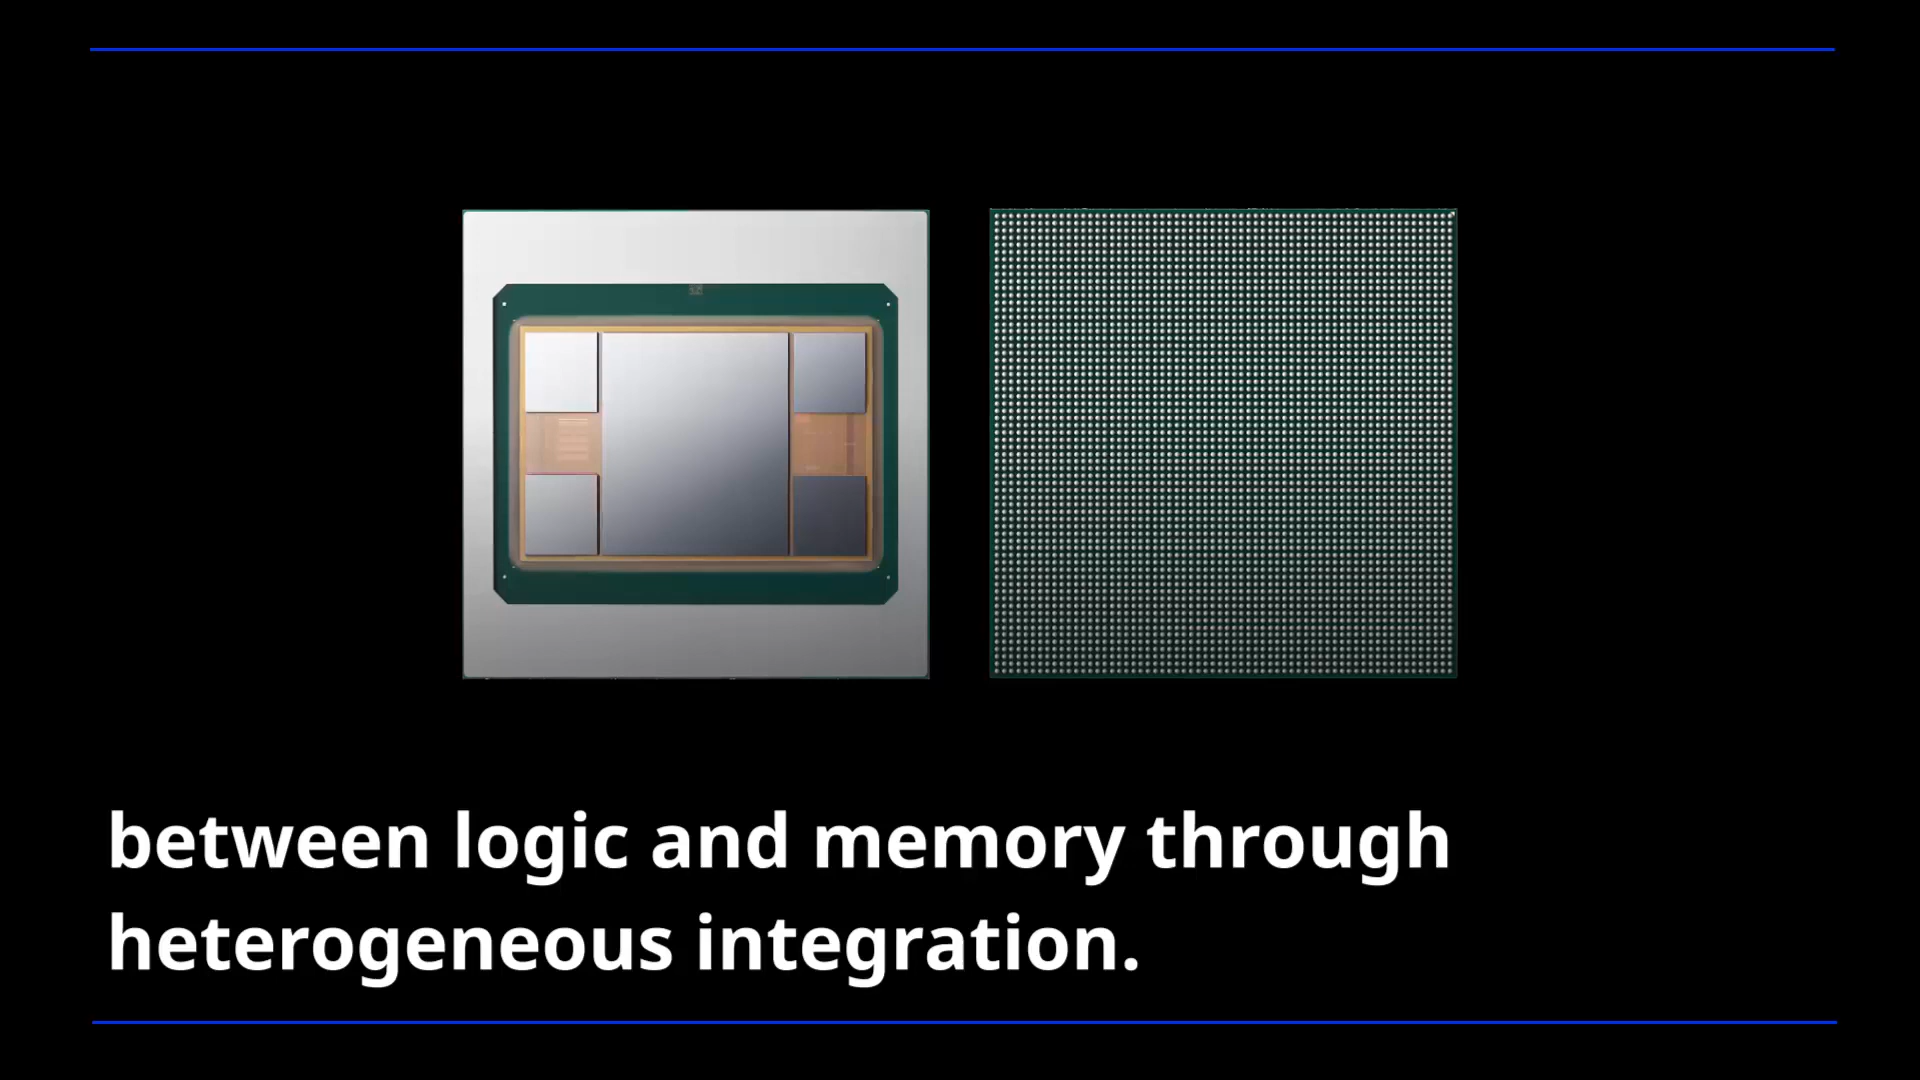 between logic and memory through
heterogeneous integration.